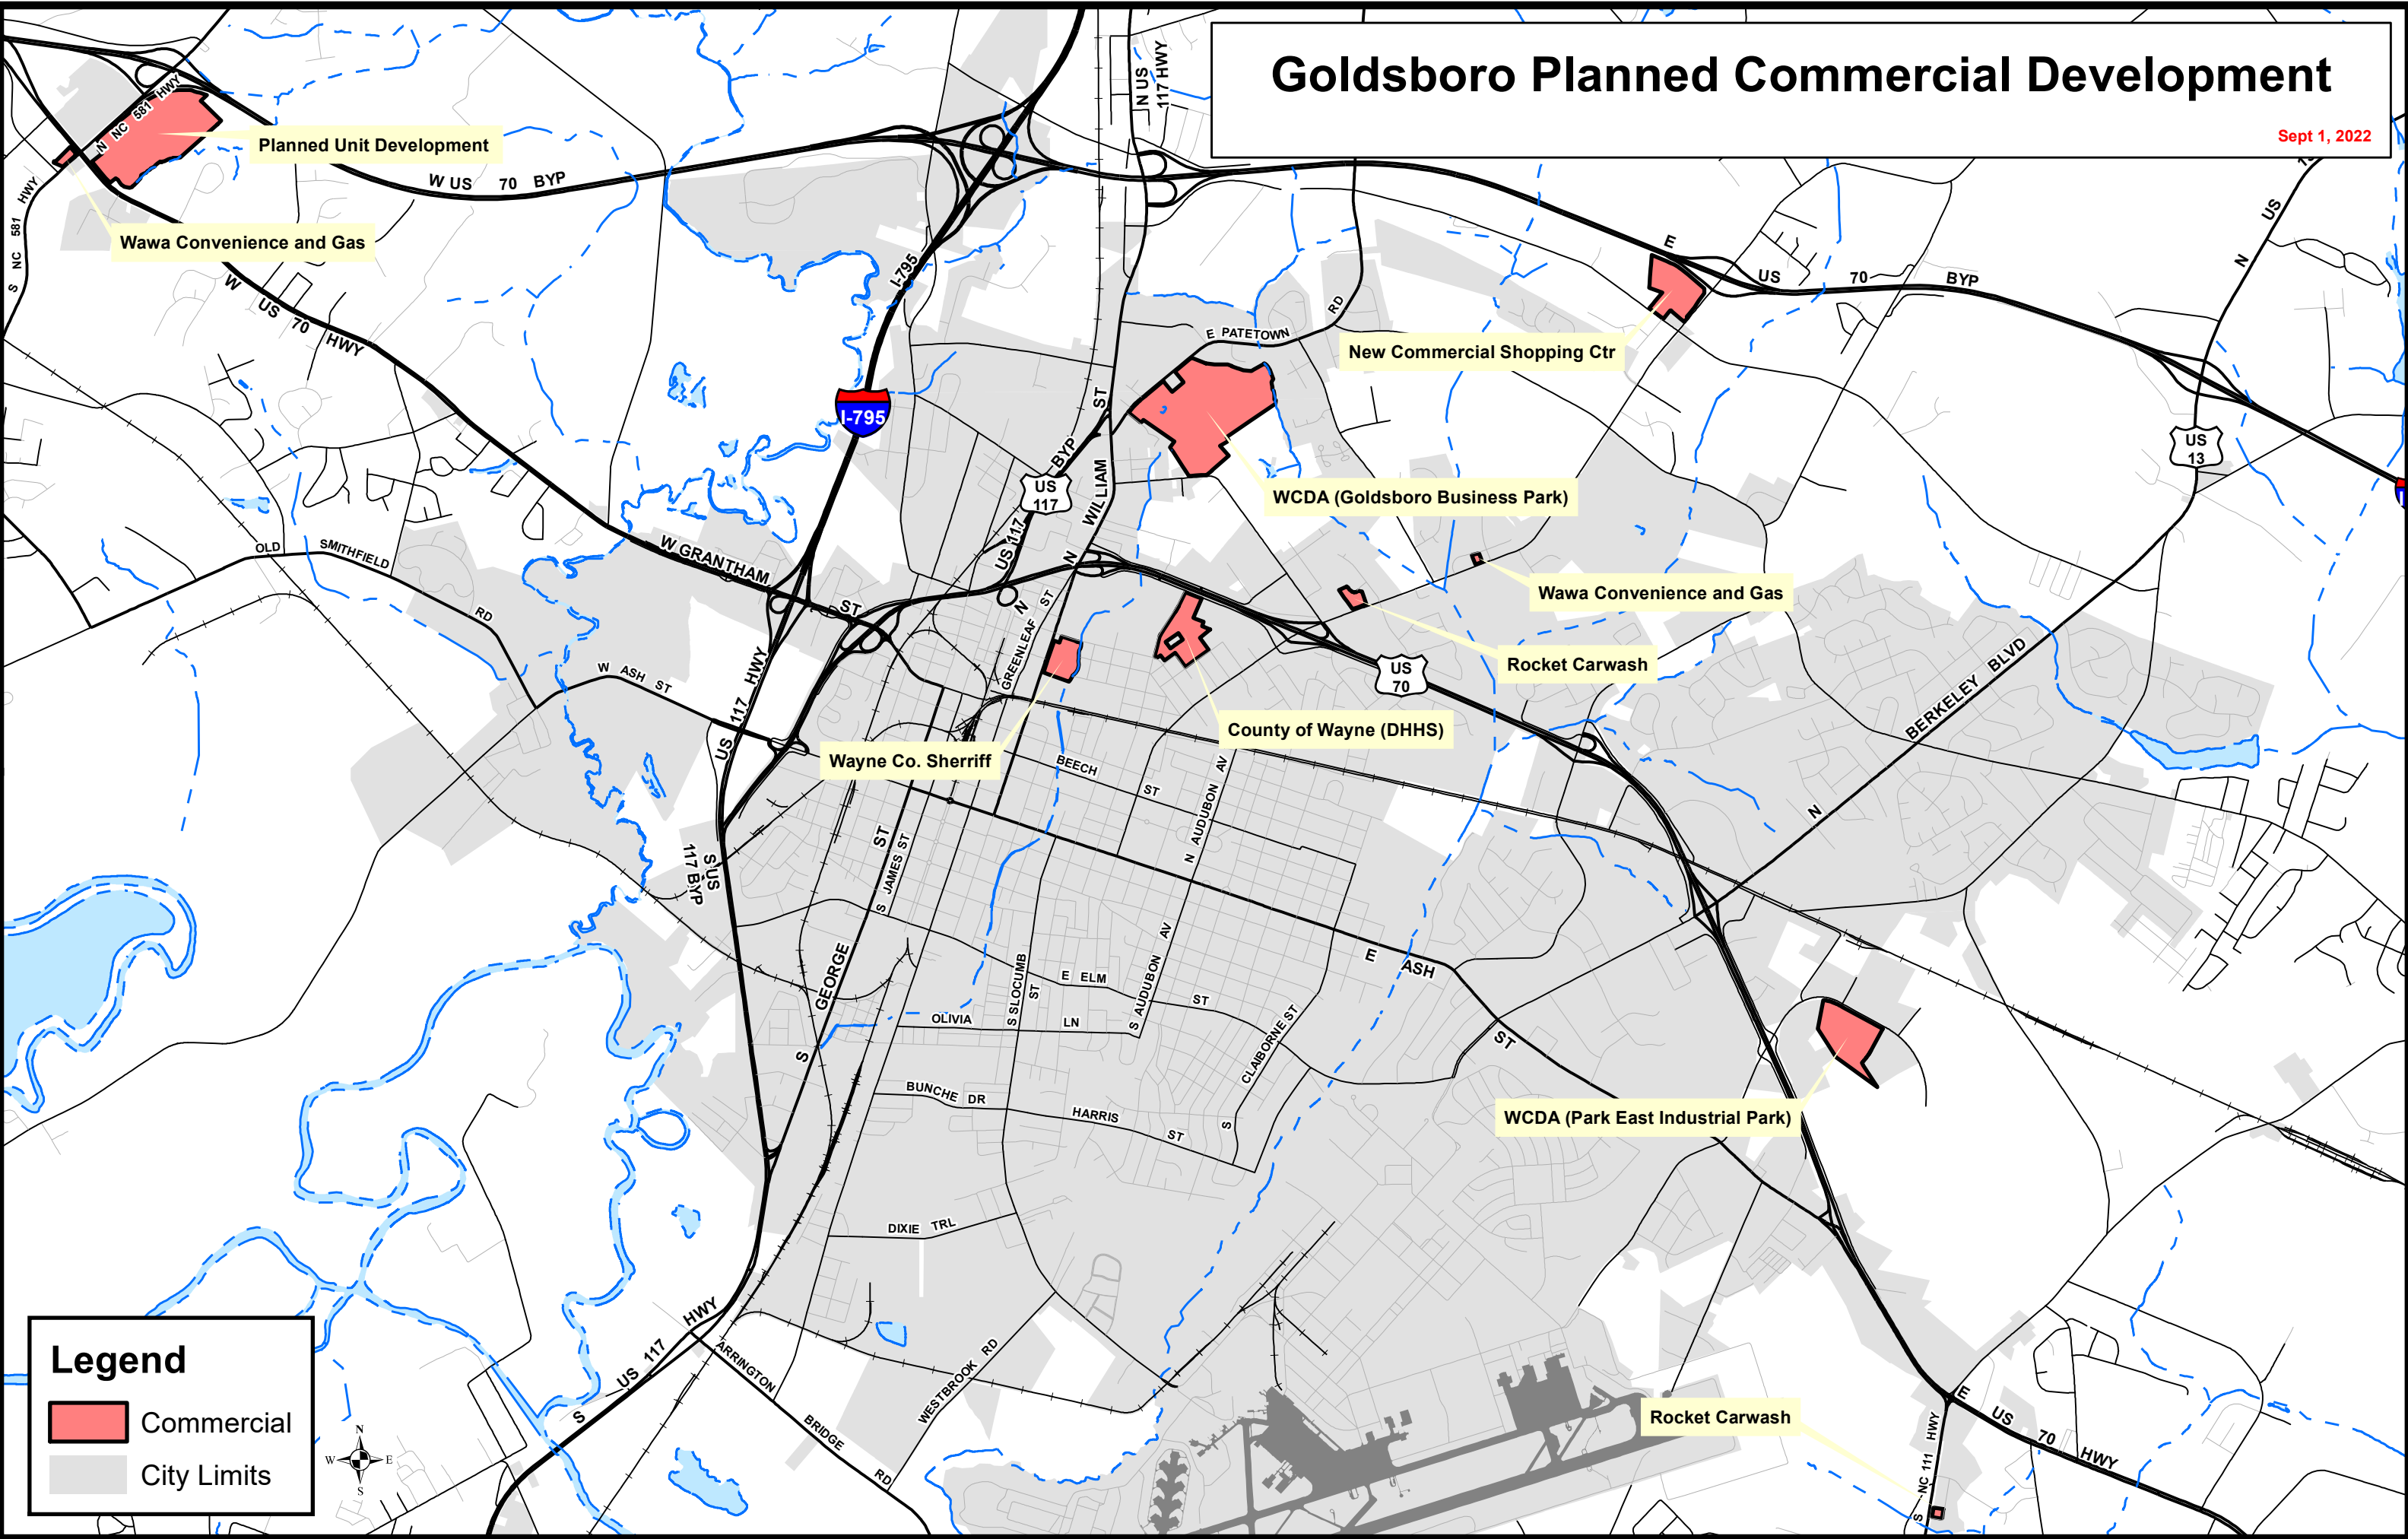 Goldsboro Planned Commercial Development
Sept 1, 2022
N US
117 HWY
N NC 581 HWY
Planned Unit Development
W US 70 BYP
S NC 581 HWY
Wawa Convenience and Gas
W US 70 HWY
I-795
I-795
E US 70 BYP
N US
E PATETOWN RD
New Commercial Shopping Ctr
US
13
BYP
ST
US
117
US 117
N WILLIAM
WCDA (Goldsboro Business Park)
OLD SMITHFIELD RD
W GRANTHAM ST
N GREENLEAF ST
Wawa Convenience and Gas
Rocket Carwash
US
70
W ASH ST
US 117 HWY
County of Wayne (DHHS)
Wayne Co. Sherriff
BEECH ST
N AUDUBON AV
N BERKELEY BLVD
S US
117 BYP
S GEORGE ST
S JAMES ST
S SLOCUMB ST
E ELM ST
S AUDUBON AV
E ASH ST
OLIVIA LN
S CLAIBORNE ST
BUNCHE DR
HARRIS ST
WCDA (Park East Industrial Park)
DIXIE TRL
S US 117 HWY
ARRINGTON BRIDGE RD
WESTBROOK RD
Rocket Carwash
S NC 111 HWY
E US 70 HWY
Legend
Commercial
City Limits
N
W E
S